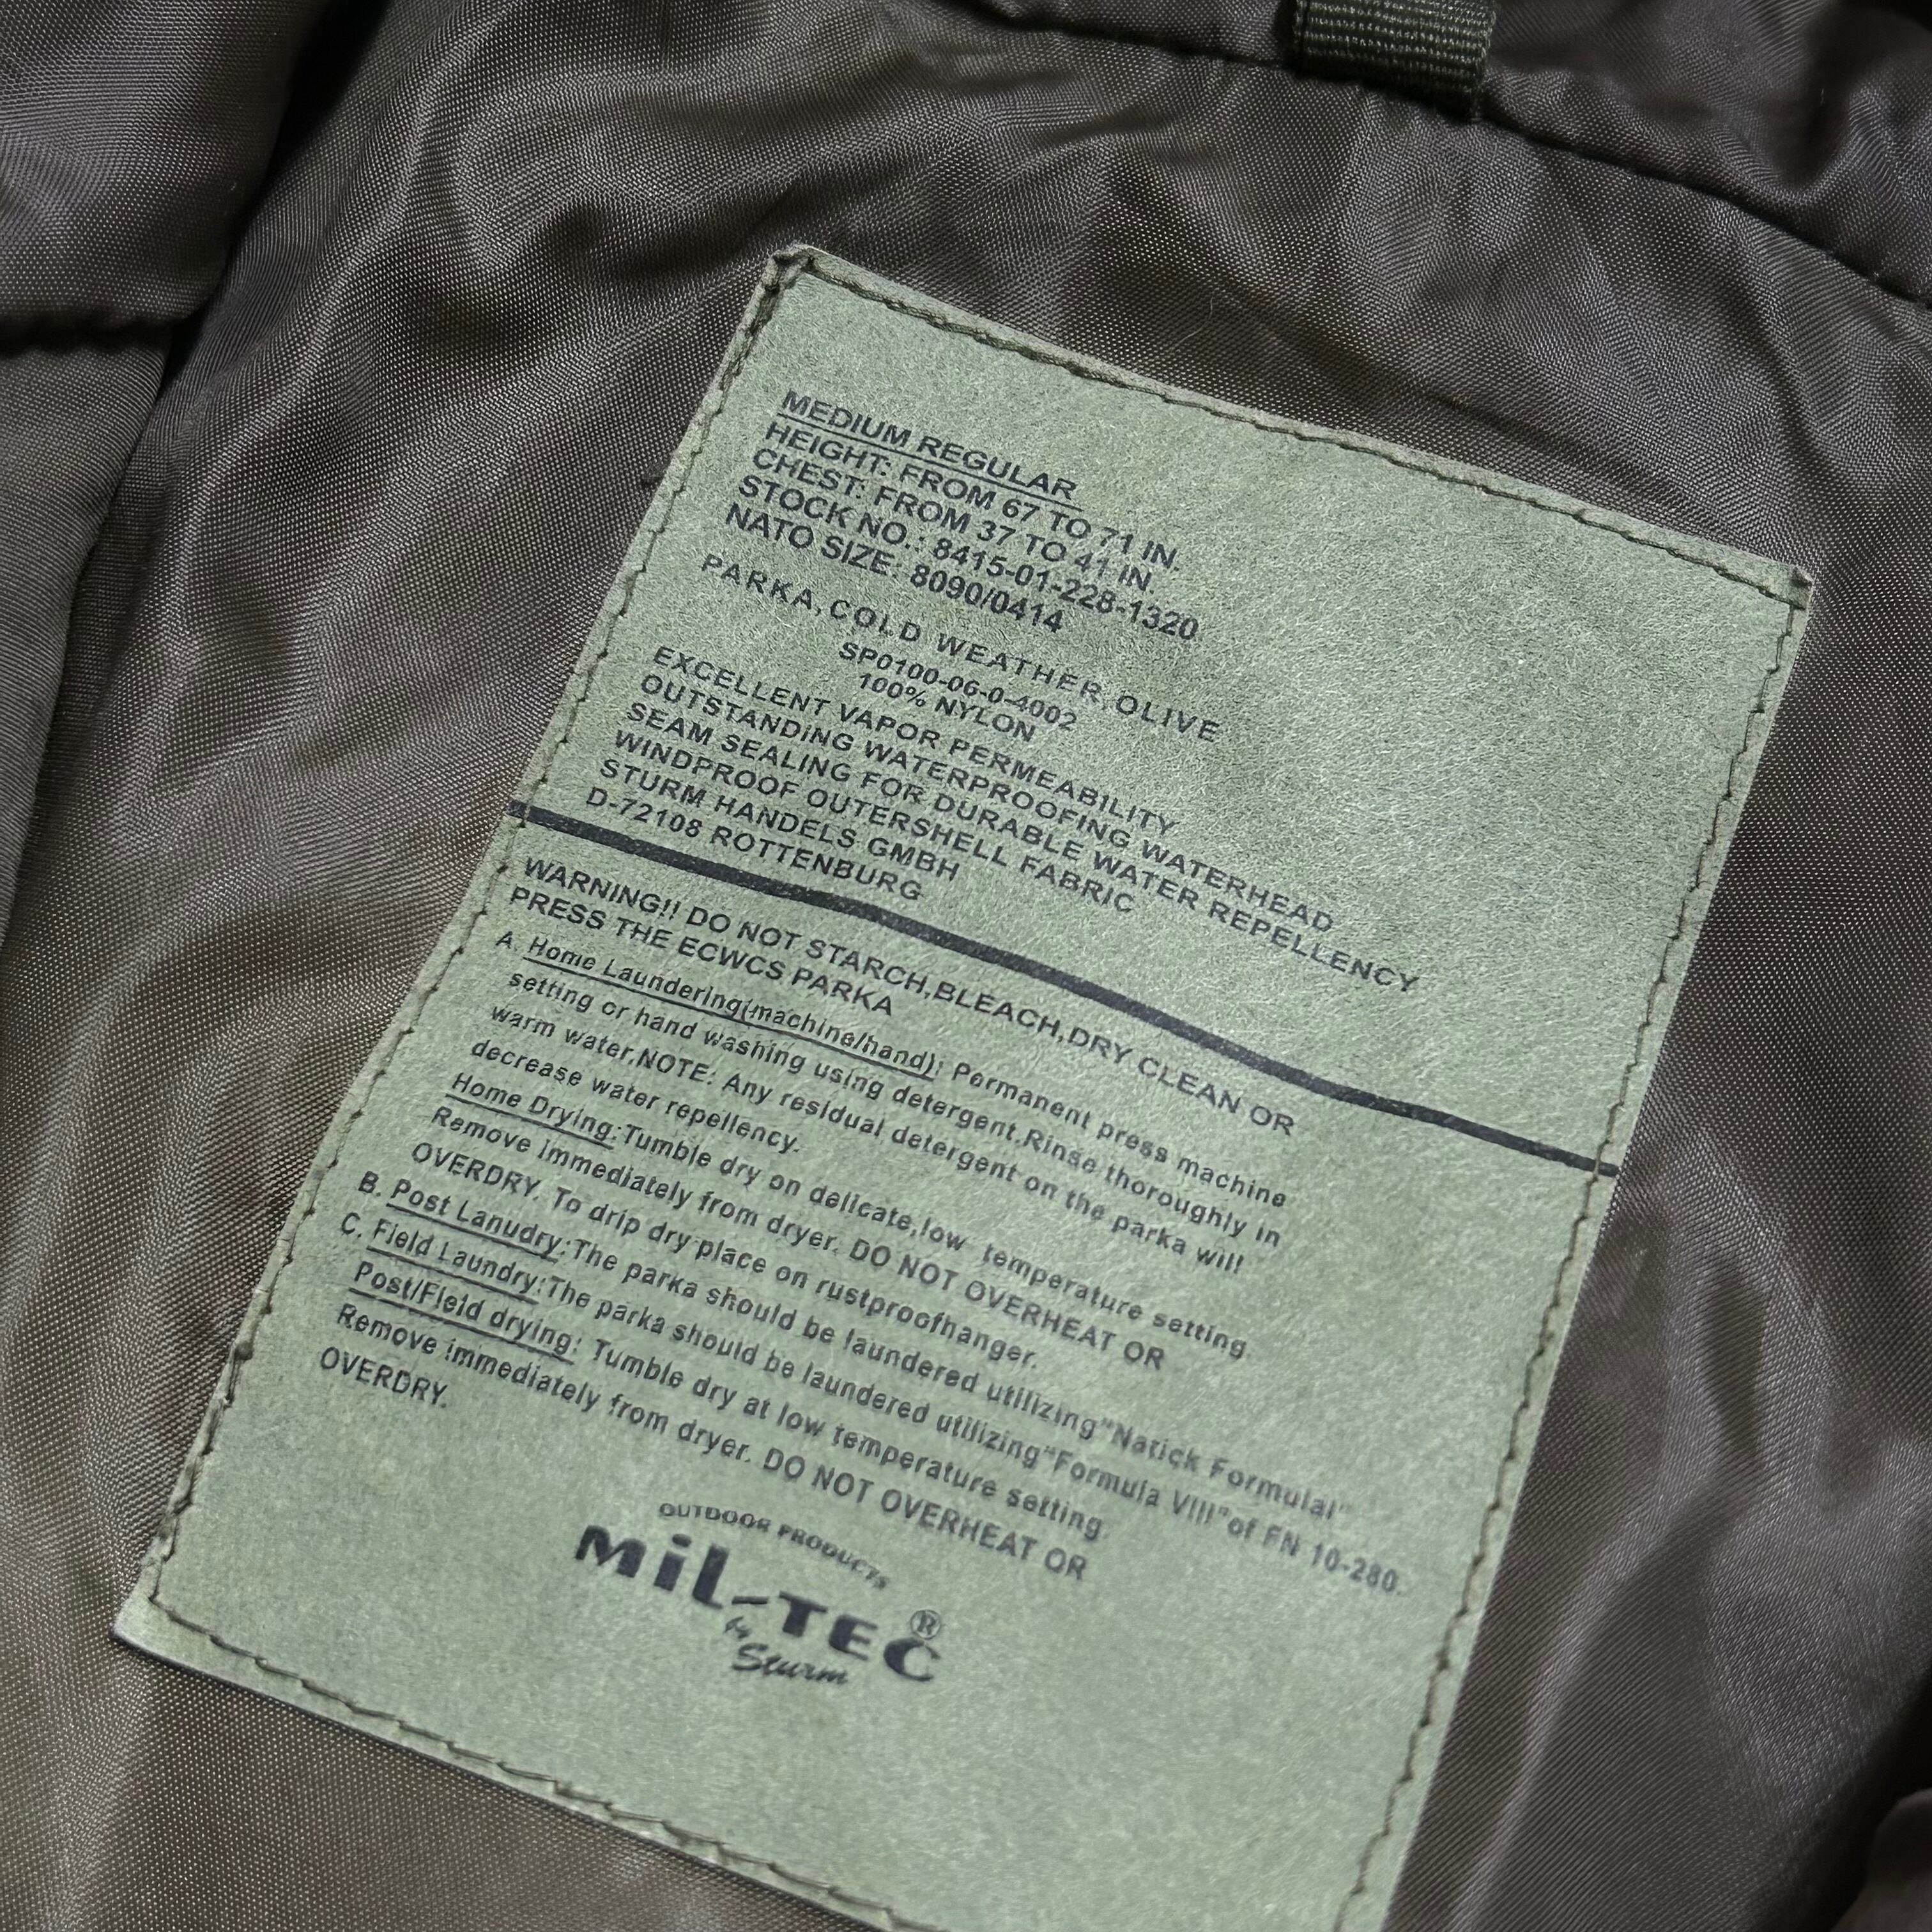 MEDIUM REGULAR
HEIGHT: FROM 67 TO 71 IN.
CHEST: FROM 37 TO 41 IN.
STOCK NO.: 8415-01-228-1320
NATO SIZE: 8090/0414
PARKA,COLD WEATHER,OLIVE
SP0100-06-0-4002
100% NYLON
EXCELLENT VAPOR PERMEABILITY
OUTSTANDING WATERPROOFING WATERHEAD
SEAM SEALING FOR DURABLE WATER REPELLENCY
WINDPROOF OUTERSHELL FABRIC
STURM HANDELS GMBH
D-72108 ROTTENBURG
WARNING!! DO NOT STARCH,BLEACH,DRY CLEAN OR
PRESS THE ECWCS PARKA
A. Home Laundering(machine/hand): Permanent press machine
setting or hand washing using detergent.Rinse thoroughly in
warm water,NOTE: Any residual detergent on the parka will
decrease water repellency.
Home Drying:Tumble dry on delicate,low temperature setting.
Remove immediately from dryer. DO NOT OVERHEAT OR
OVERDRY. To drip dry place on rustproofhanger.
B. Post Lanudry:The parka should be laundered utilizing"Natick FormulaI"
C. Field Laundry:The parka should be laundered utilizing"Formula VIII"of FN 10-280.
Post/Field drying: Tumble dry at low temperature setting.
Remove immediately from dryer. DO NOT OVERHEAT OR
OVERDRY.
OUTDOOR PRODUCTS
MiL-TEC®
by
Sturm